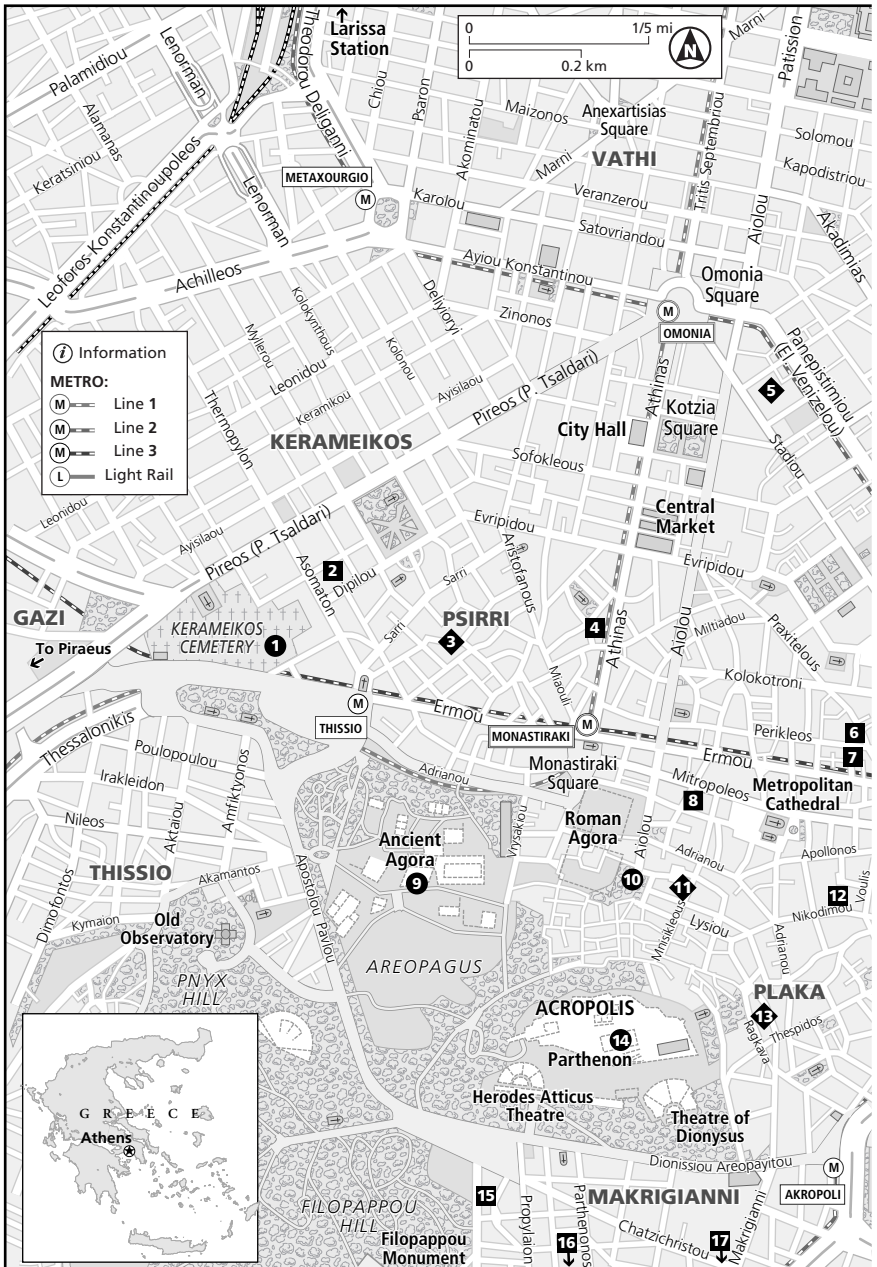 Larissa
Station
0
1/5 mi
0
0.2 km
N
Marni
Patission
Palamidiou
Lenorman
Theodorou Deliganni
Chiou
Psaron
Maizonos
Anexartisias
Square
Solomou
Alamanas
Akominatou
Marni
VATHI
Tritis Septembriou
Kapodistriou
Keratsiniou
METAXOURGIO
M
Karolou
Veranzerou
Aiolou
Akadimias
Leoforos Konstantinoupoleos
Lenorman
Satovriandou
Achilleos
Ayiou Konstantinou
Omonia
Square
Kolokynthous
Deliyioryi
Zinonos
M
OMONIA
i Information
METRO:
M Line 1
M Line 2
M Line 3
L Light Rail
Myllerou
Leonidou
Kolonou
Keramikou
Ayisilaou
Pireos (P. Tsaldari)
Athinas
Panepistimiou
(El. Venizelou)
5
Thermopylon
KERAMEIKOS
City Hall
Kotzia
Square
Stadiou
Sofokleous
Leonidou
Ayisilaou
Pireos (P. Tsaldari)
Evripidou
Central
Market
Aristofanous
Evripidou
2
Asomaton
Dipilou
Sarri
GAZI
KERAMEIKOS
CEMETERY
1
Sarri
PSIRRI
3
4
Athinas
Aiolou
Miltiadou
Praxitelous
To Piraeus
Miaouli
Kolokotroni
Thessalonikis
M
THISSIO
Ermou
MONASTIRAKI
M
Perikleos
6
Ermou
7
Poulopoulou
Adrianou
Monastiraki
Square
Mitropoleos
8
Metropolitan
Cathedral
Irakleidon
Amfiktyonos
Nileos
Aktaiou
Ancient
Agora
9
Vrysakiou
Roman
Agora
Aiolou
Adrianou
Apollonos
THISSIO
Akamantos
Apostolou Pavlou
10
11
12
Voulis
Dimofontos
Kymaion
Old
Observatory
Mnisikleous
Lysiou
Nikodimou
Adrianou
AREOPAGUS
PNYX
HILL
ACROPOLIS
14
Parthenon
PLAKA
13
Ragkava
Thespidos
GREECE
Athens
Herodes Atticus
Theatre
Theatre of
Dionysus
Dionissiou Areopayitou
M
AKROPOLI
FILOPAPPOU
HILL
15
MAKRIGIANNI
Propylaion
Parthenonos
Chatzichristou
Makrigianni
Filopappou
Monument
16
17